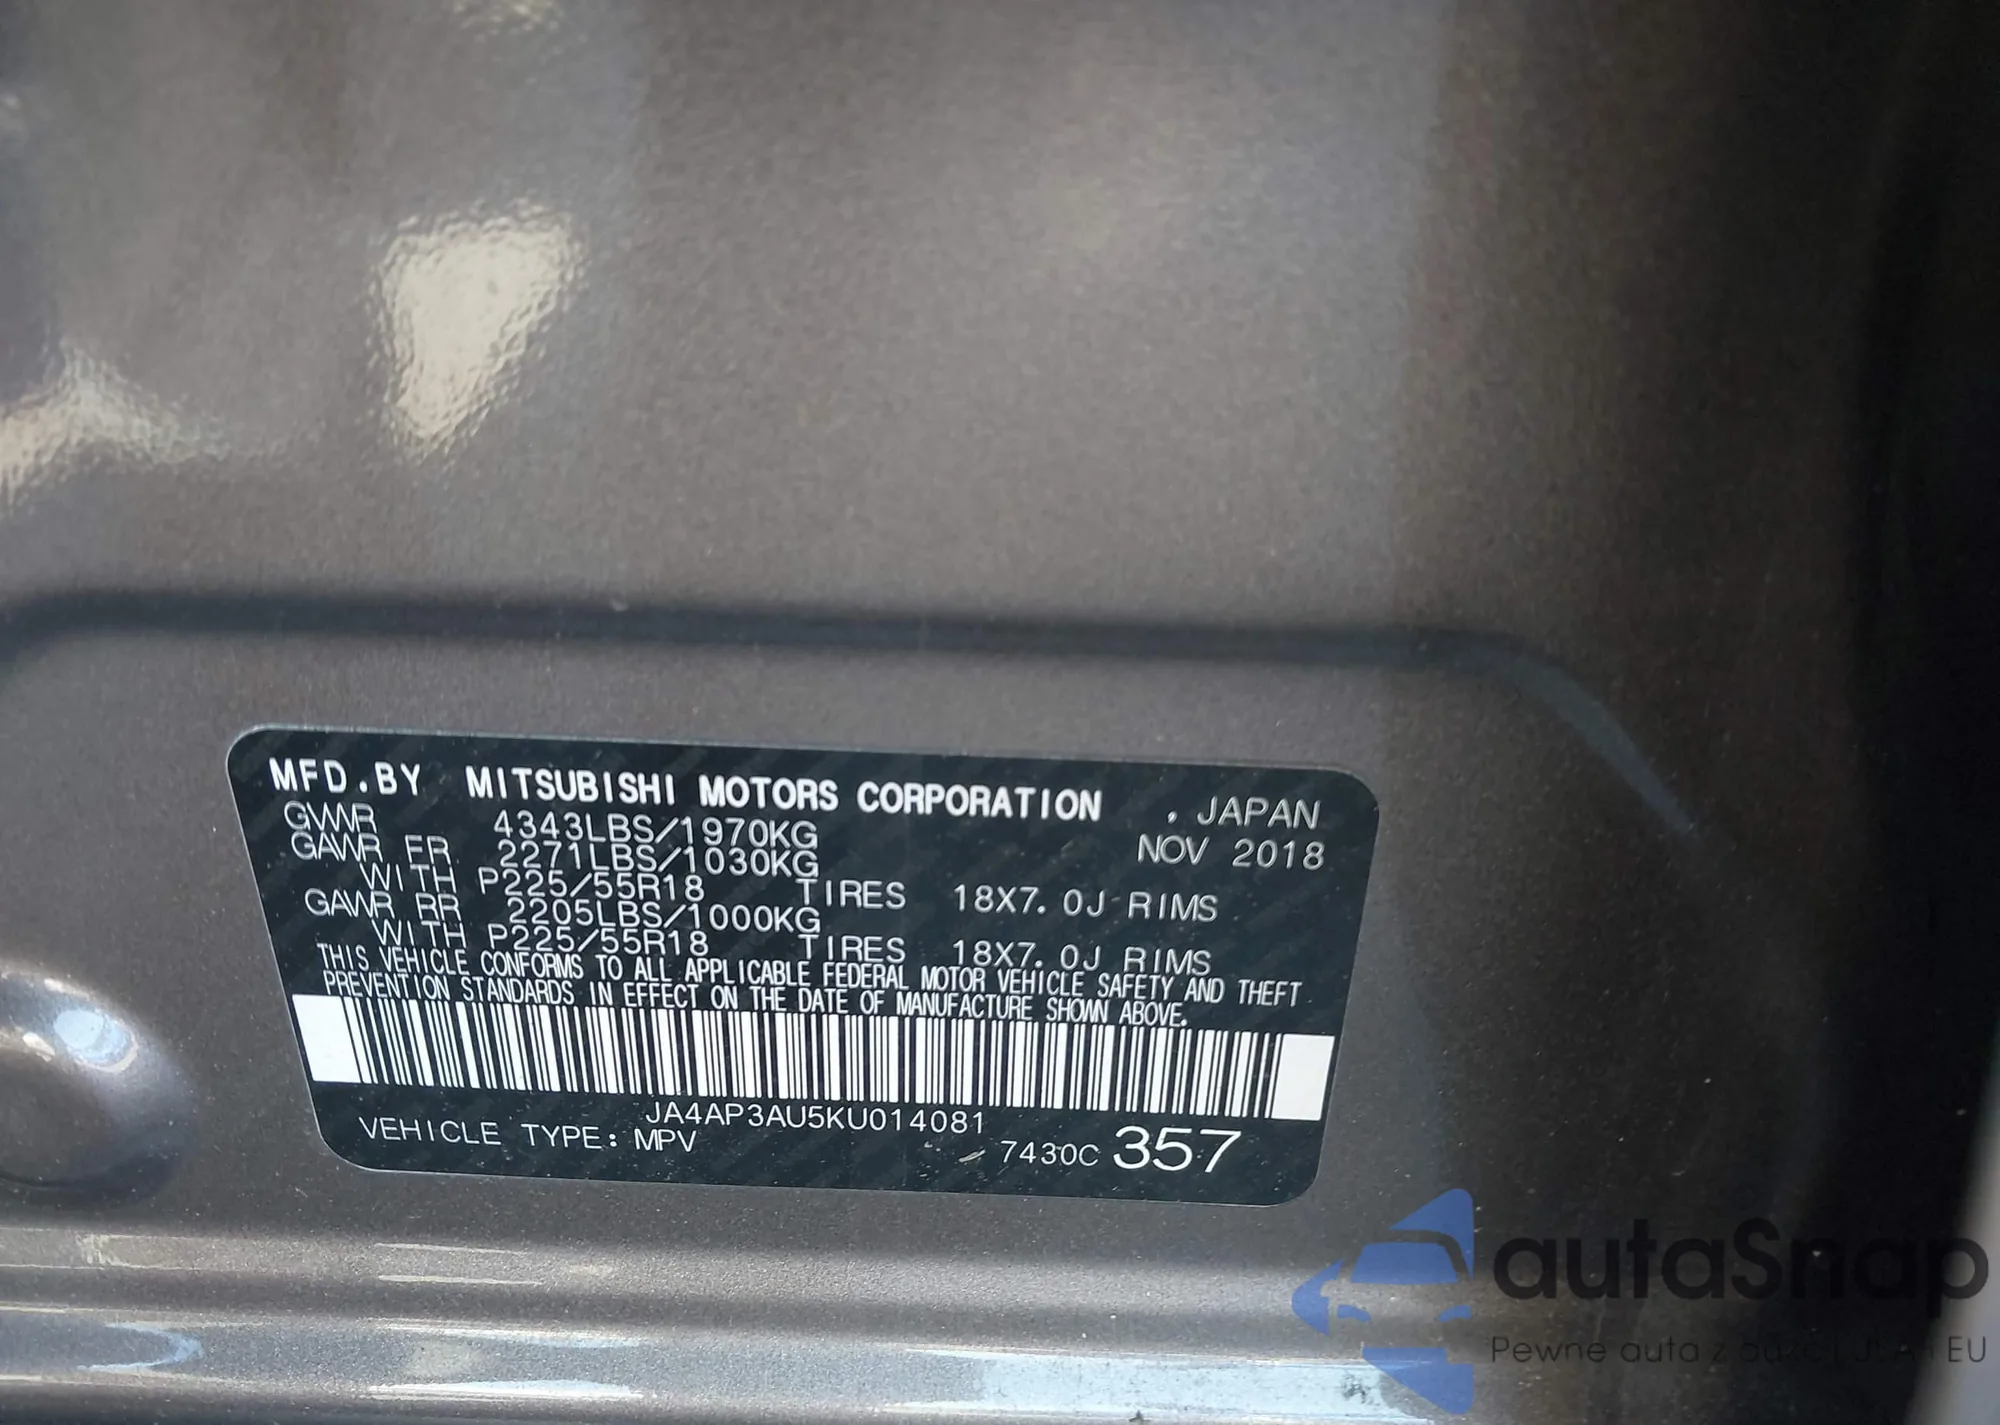 MFD.BY MITSUBISHI MOTORS CORPORATION . JAPAN
GVWR 4343LBS/1970KG NOV 2018
GAWR FR 2271LBS/1030KG
WITH P225/55R18 TIRES 18X7.0J RIMS
GAWR RR 2205LBS/1000KG
WITH P225/55R18 TIRES 18X7.0J RIMS
THIS VEHICLE CONFORMS TO ALL APPLICABLE FEDERAL MOTOR VEHICLE SAFETY AND THEFT
PREVENTION STANDARDS IN EFFECT ON THE DATE OF MANUFACTURE SHOWN ABOVE.
JA4AP3AU5KU014081
VEHICLE TYPE: MPV 7430C 357
autaSnap
Pewne auta z EU